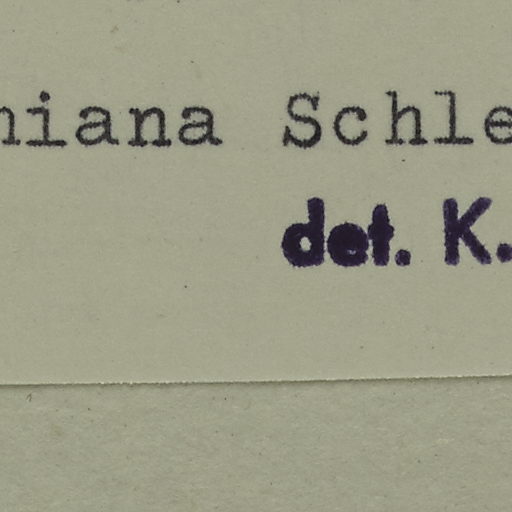 niana Schle
det. K.